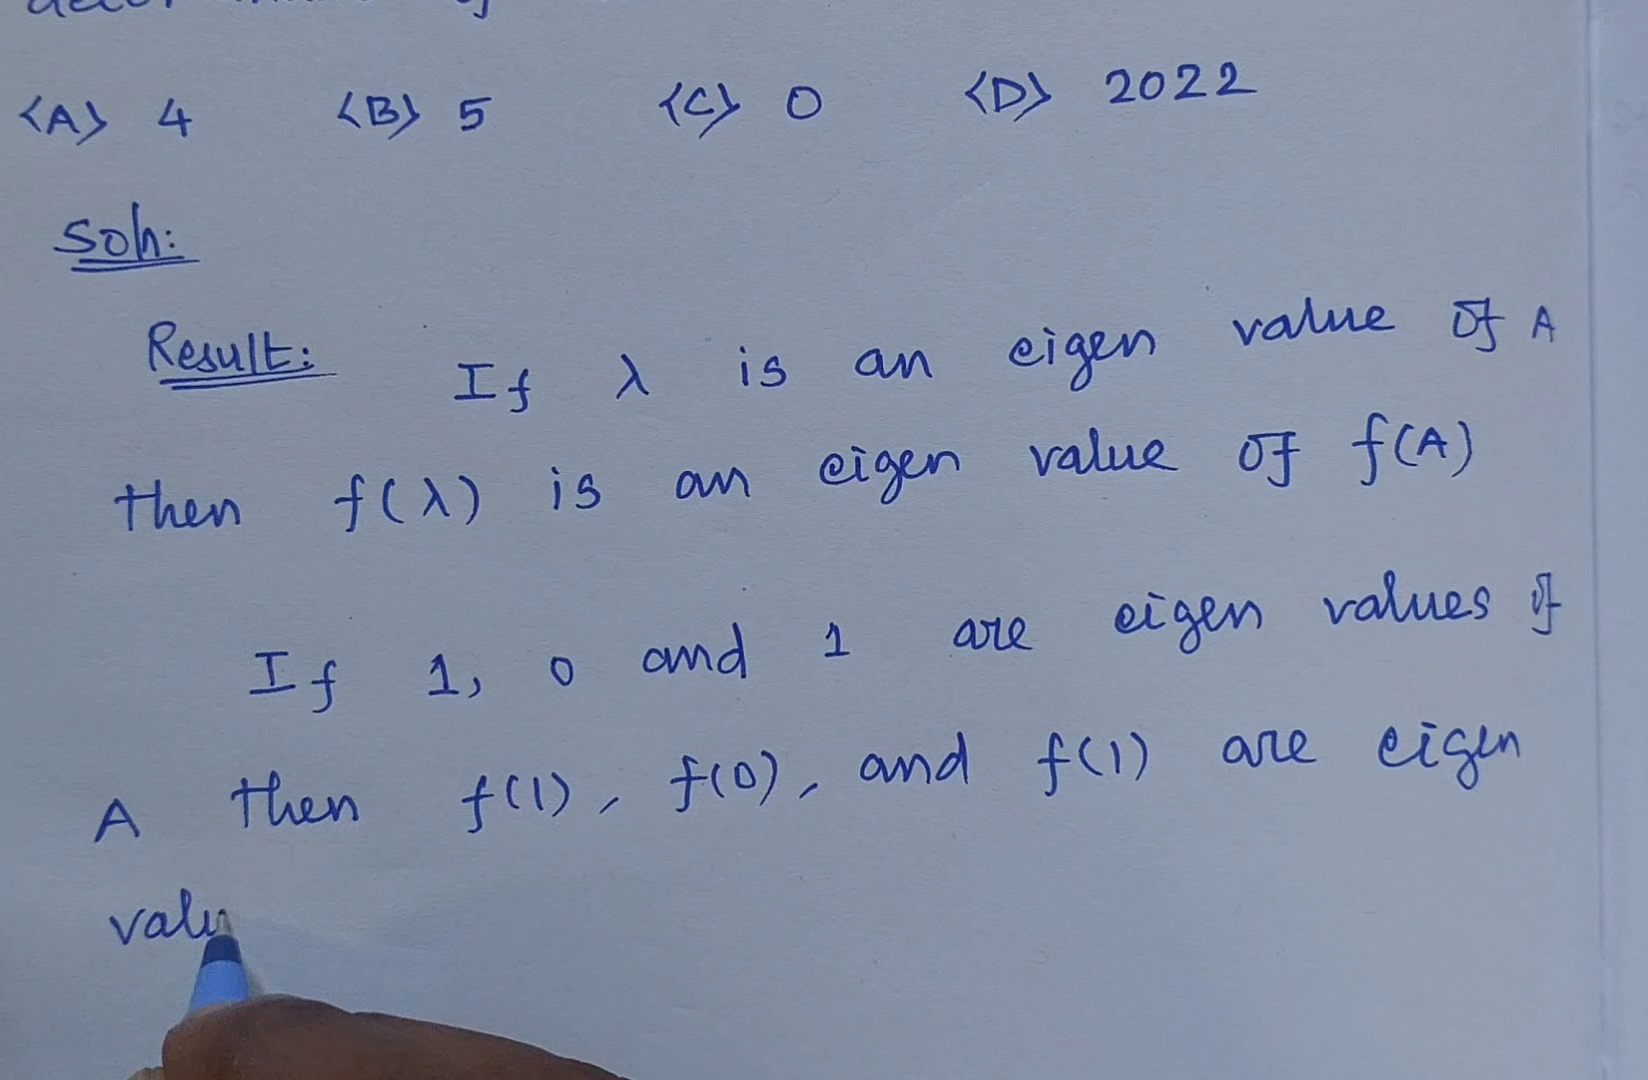 <A> 4 <B> 5 <C> 0 <D> 2022
Soln:
Result: If λ is an eigen value of A
then f(λ) is an eigen value of f(A)
If 1, 0 and 1 are eigen values of
A then f(1), f(0), and f(1) are eigen
valu